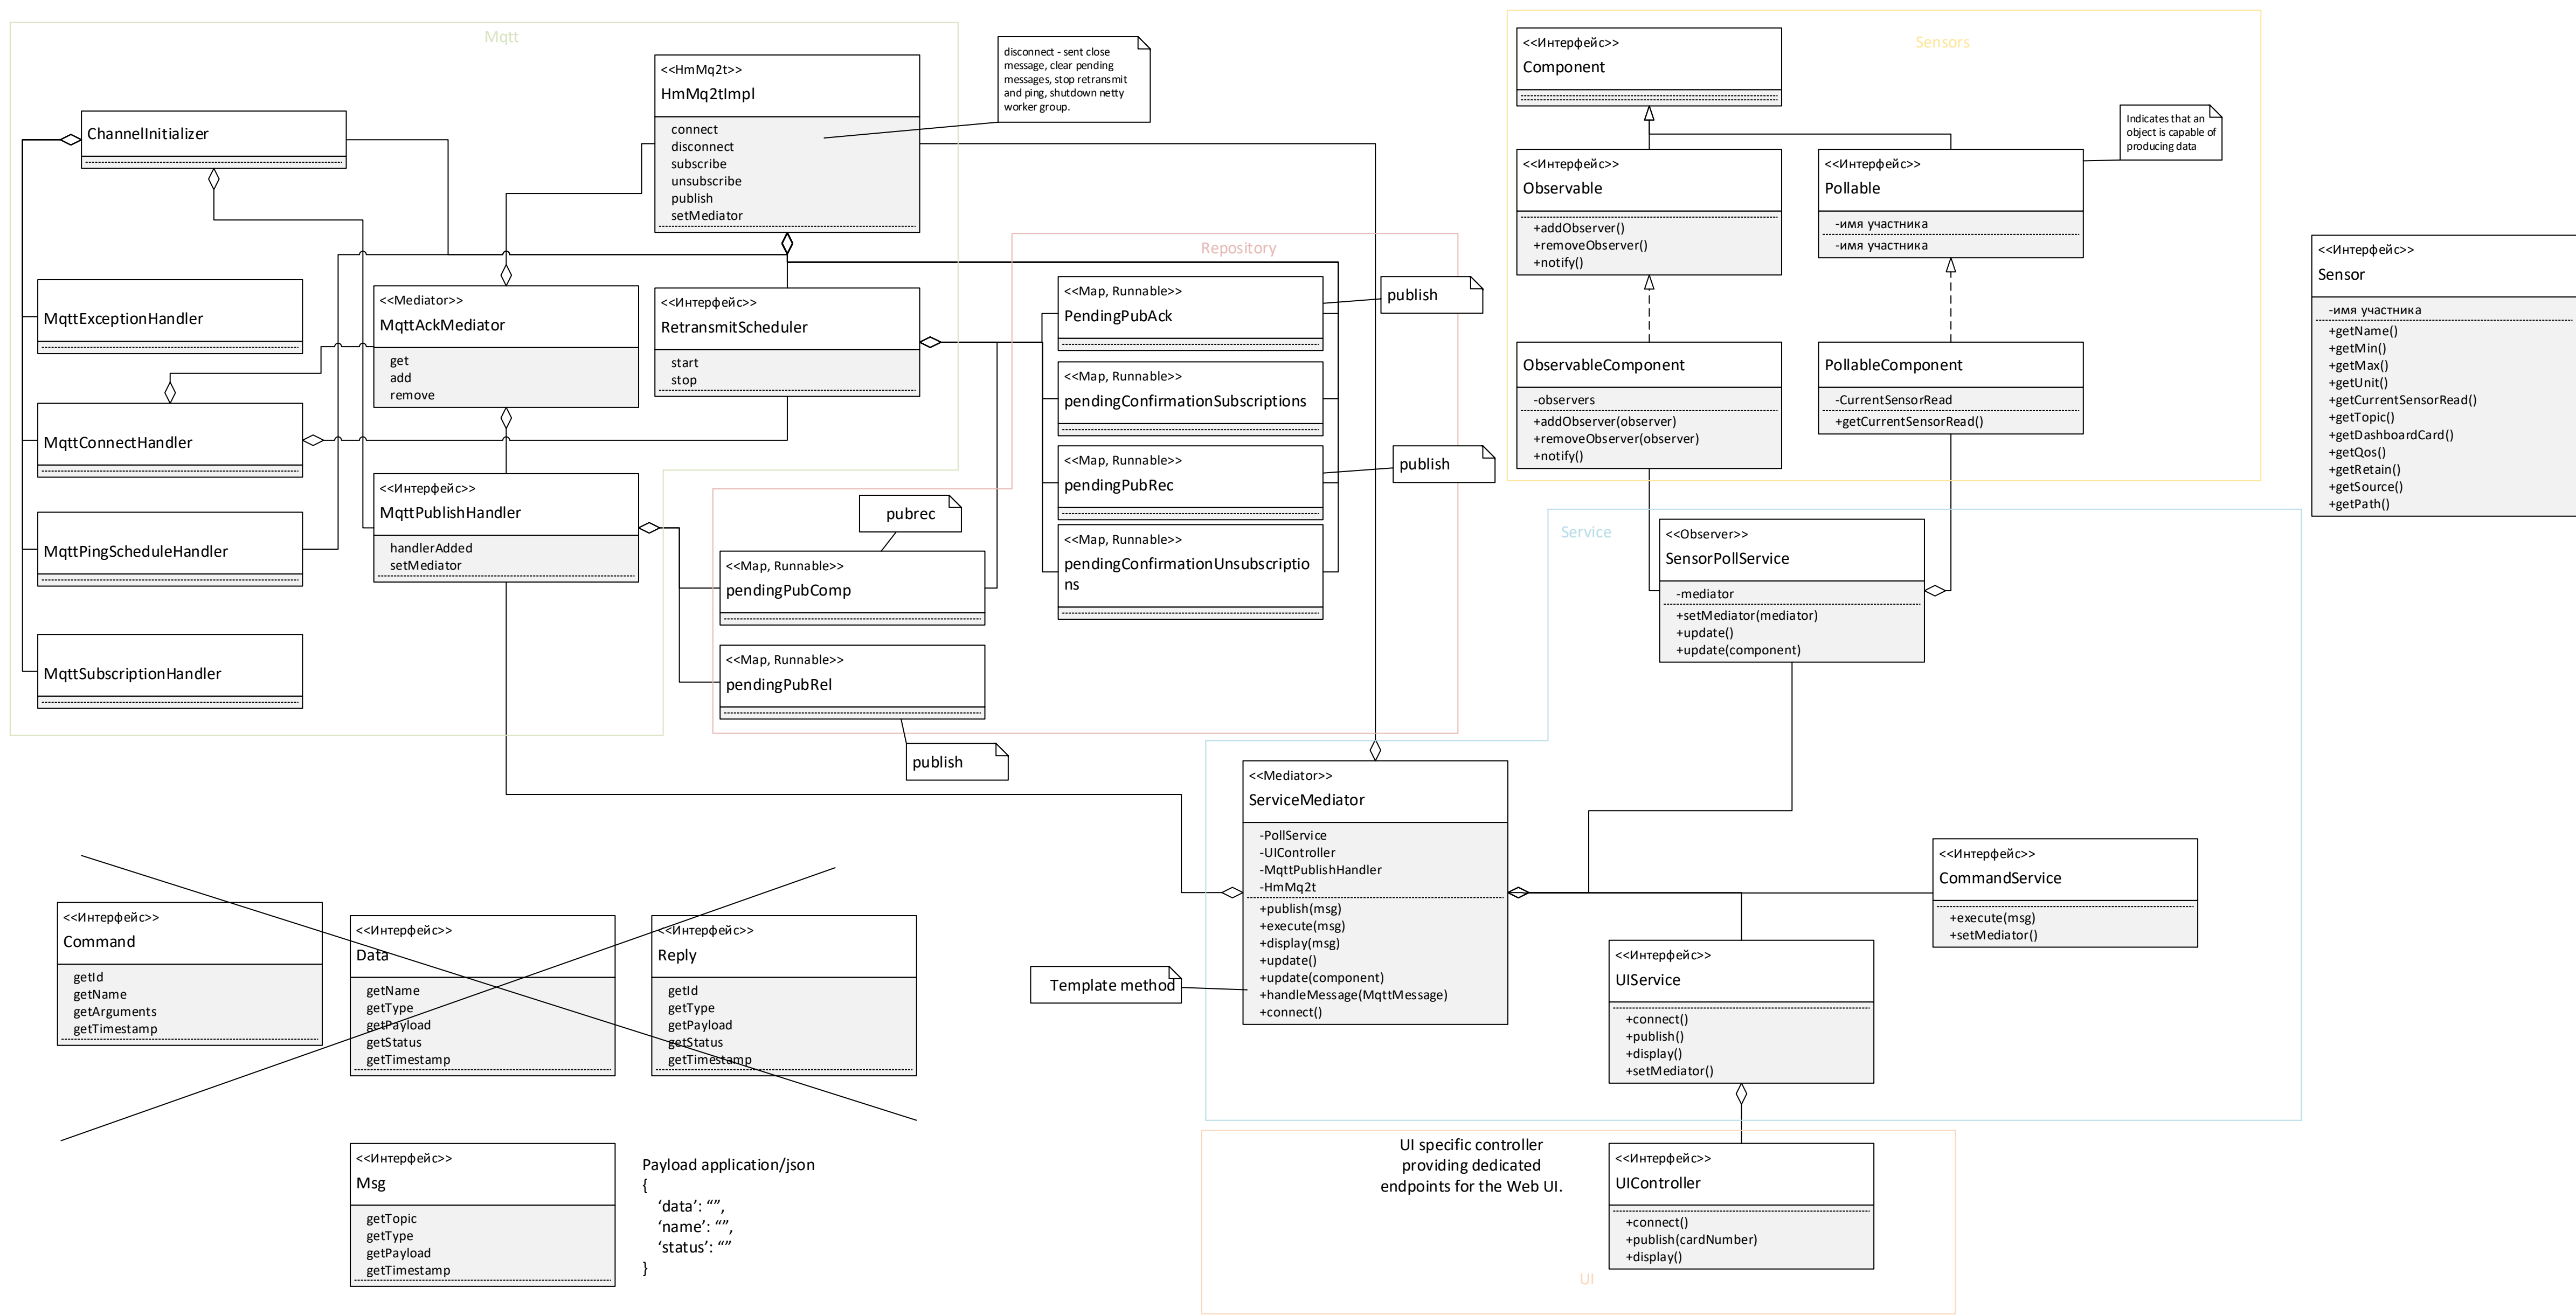 Mqtt
<<HmMq2t>>
HmMq2tImpl
connect
disconnect
subscribe
unsubscribe
publish
setMediator
disconnect - sent close
message, clear pending
messages, stop retransmit
and ping, shutdown netty
worker group.
ChannelInitializer
MqttExceptionHandler
MqttConnectHandler
MqttPingScheduleHandler
MqttSubscriptionHandler
<<Mediator>>
MqttAckMediator
get
add
remove
<<Интерфейс>>
RetransmitScheduler
start
stop
<<Интерфейс>>
MqttPublishHandler
handlerAdded
setMediator
Repository
<<Map, Runnable>>
PendingPubAck
publish
<<Map, Runnable>>
pendingConfirmationSubscriptions
<<Map, Runnable>>
pendingPubRec
publish
<<Map, Runnable>>
pendingConfirmationUnsubscriptio
ns
pubrec
<<Map, Runnable>>
pendingPubComp
<<Map, Runnable>>
pendingPubRel
publish
Sensors
<<Интерфейс>>
Component
<<Интерфейс>>
Observable
+addObserver()
+removeObserver()
+notify()
<<Интерфейс>>
Pollable
-имя участника
-имя участника
Indicates that an
object is capable of
producing data
ObservableComponent
-observers
+addObserver(observer)
+removeObserver(observer)
+notify()
PollableComponent
-CurrentSensorRead
+getCurrentSensorRead()
<<Интерфейс>>
Sensor
-имя участника
+getName()
+getMin()
+getMax()
+getUnit()
+getCurrentSensorRead()
+getTopic()
+getDashboardCard()
+getQos()
+getRetain()
+getSource()
+getPath()
Service
<<Observer>>
SensorPollService
-mediator
+setMediator(mediator)
+update()
+update(component)
<<Mediator>>
ServiceMediator
-PollService
-UIController
-MqttPublishHandler
-HmMq2t
+publish(msg)
+execute(msg)
+display(msg)
+update()
+update(component)
+handleMessage(MqttMessage)
+connect()
Template method
<<Интерфейс>>
CommandService
+execute(msg)
+setMediator()
<<Интерфейс>>
UIService
+connect()
+publish()
+display()
+setMediator()
UI specific controller
providing dedicated
endpoints for the Web UI.
<<Интерфейс>>
UIController
+connect()
+publish(cardNumber)
+display()
UI
<<Интерфейс>>
Command
getId
getName
getArguments
getTimestamp
<<Интерфейс>>
Data
getName
getType
getPayload
getStatus
getTimestamp
<<Интерфейс>>
Reply
getId
getType
getPayload
getStatus
getTimestamp
<<Интерфейс>>
Msg
getTopic
getType
getPayload
getTimestamp
Payload application/json
{
‘data’: “”,
‘name’: “”,
‘status’: “”
}